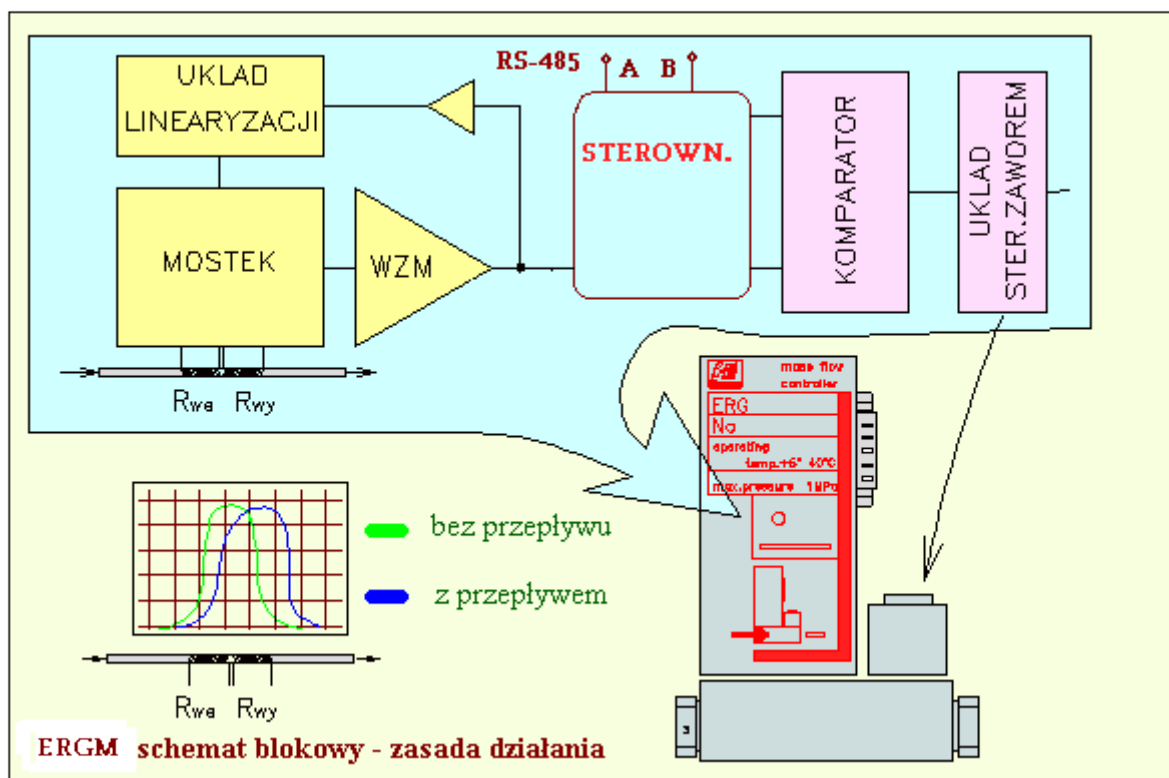 RS-485 A B
UKLAD
LINEARYZACJI
STEROWN.
MOSTEK
WZM
KOMPARATOR
UKLAD
STER.ZAWOREM
Rwe Rwy
mass flow
controller
ERG
No
operating
temp.+5° 40°C
max.pressure 1MPa
bez przepływu
z przepływem
Rwe Rwy
ERGM schemat blokowy - zasada działania